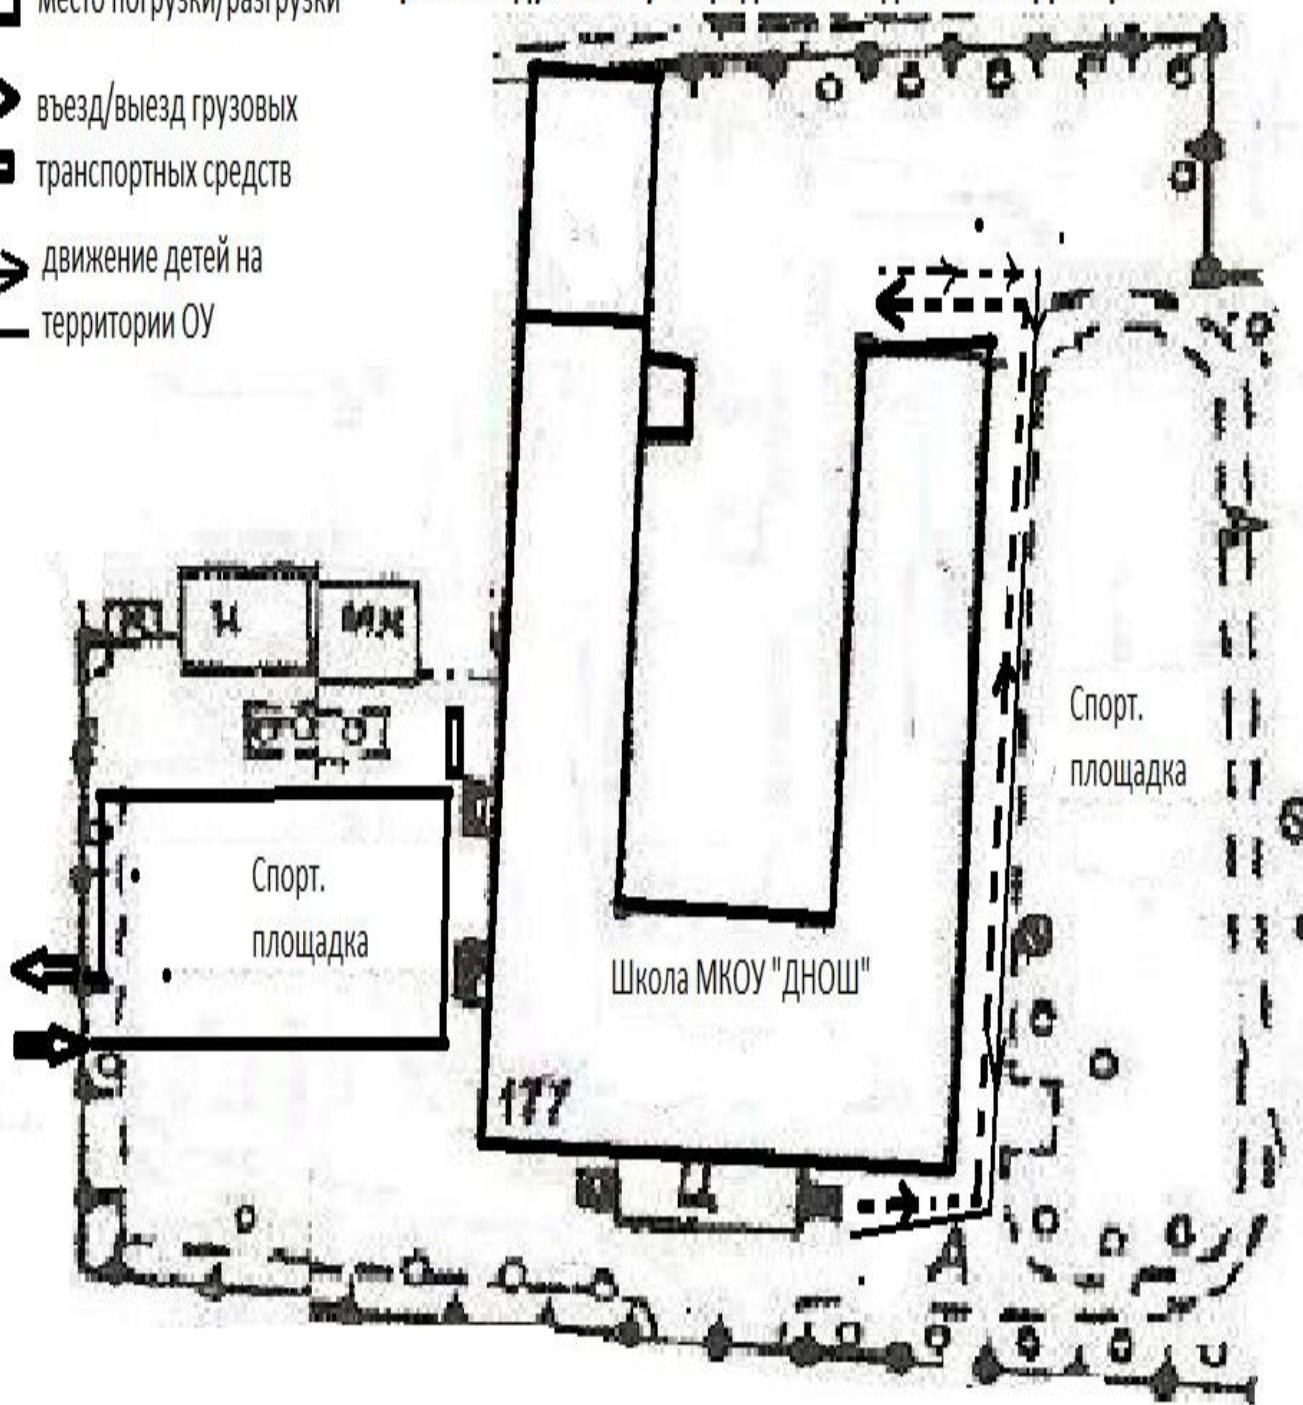 место погрузки/разгрузки
въезд/выезд грузовых
транспортных средств
движение детей на
территории ОУ
н
мн
Спорт.
площадка
Спорт.
площадка
Школа МКОУ "ДНОШ"
177
А